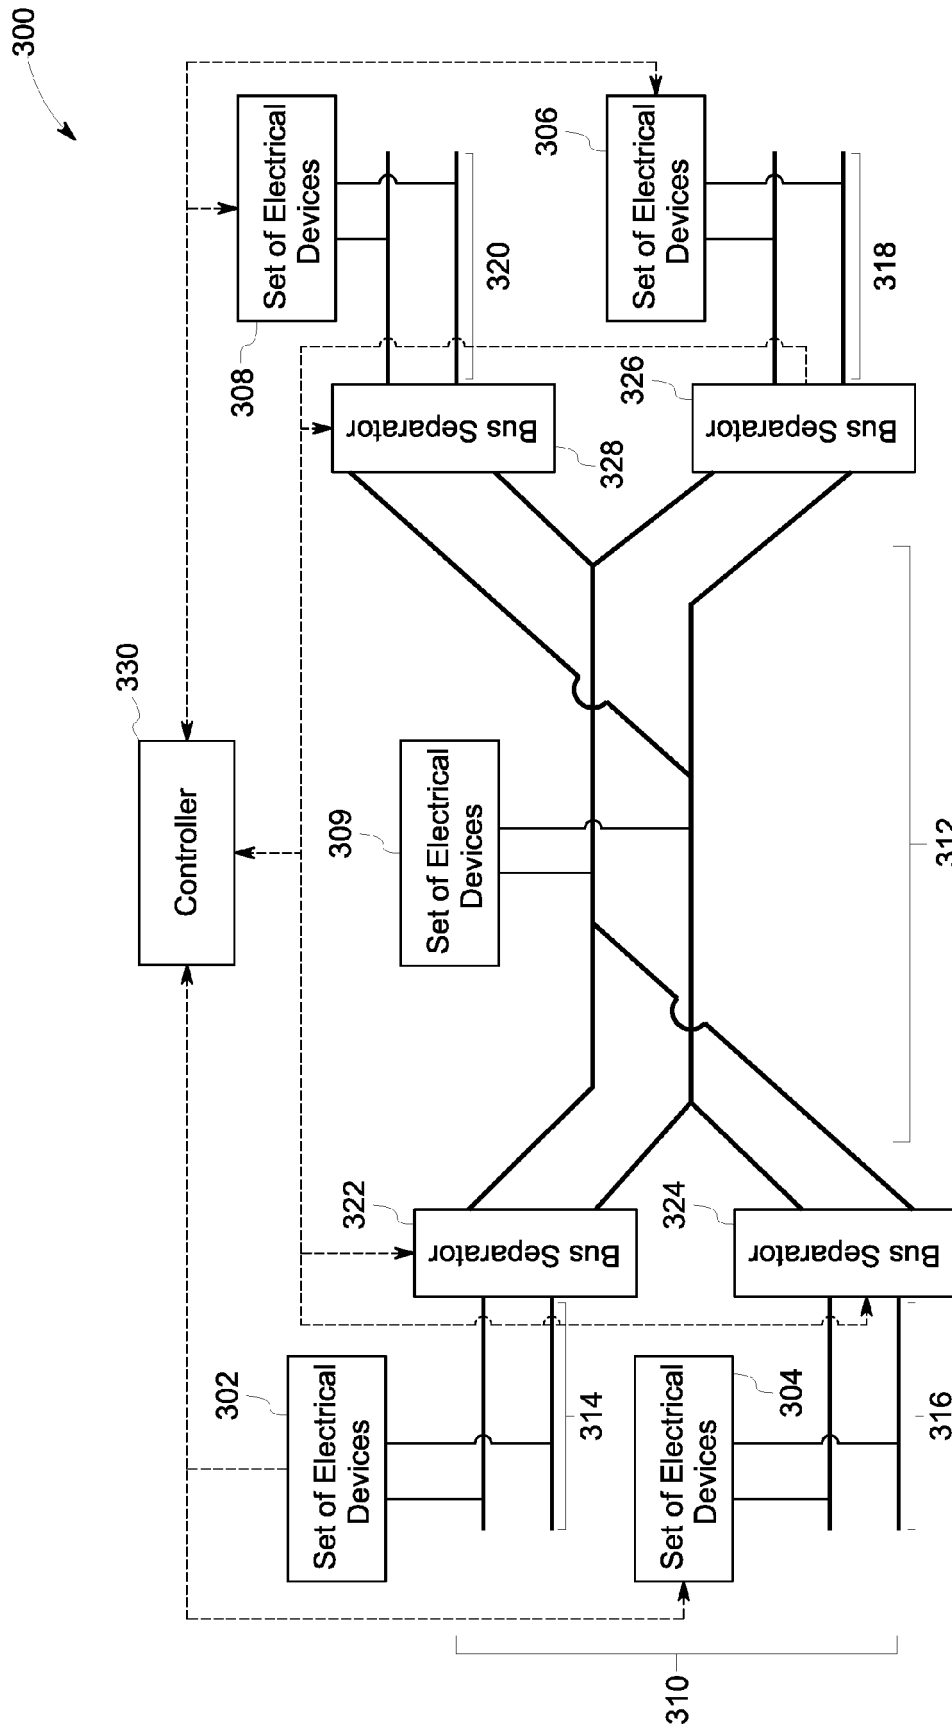 300
330
Controller
308
Set of Electrical
Devices
306
Set of Electrical
Devices
320
318
328
Bus Separator
326
Bus Separator
309
Set of Electrical
Devices
312
322
Bus Separator
324
Bus Separator
302
Set of Electrical
Devices
304
Set of Electrical
Devices
314
316
310